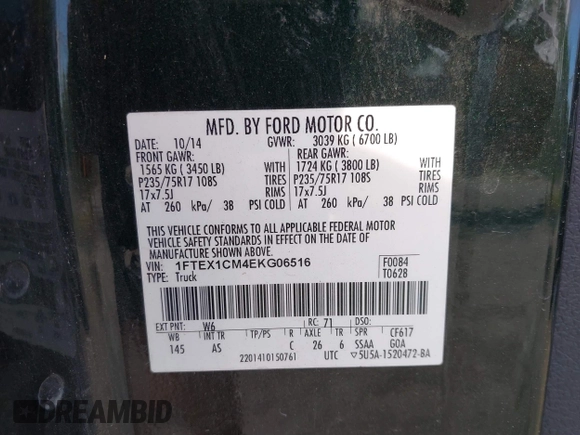 MFD. BY FORD MOTOR CO.
DATE: 10/14 GVWR: 3039 KG ( 6700 LB)
FRONT GAWR: REAR GAWR:
1565 KG ( 3450 LB) WITH 1724 KG ( 3800 LB) WITH
P235/75R17 108S TIRES P235/75R17 108S TIRES
17x7.5J RIMS 17x7.5J RIMS
AT 260 kPa/ 38 PSI COLD AT 260 kPa/ 38 PSI COLD
THIS VEHICLE CONFORMS TO ALL APPLICABLE FEDERAL MOTOR
VEHICLE SAFETY STANDARDS IN EFFECT ON THE DATE OF
MANUFACTURE SHOWN ABOVE.
VIN: 1FTEX1CM4EKG06516 F0084
TYPE: Truck T0628
EXT PNT: W6 RC: 71 DSO:
WB INT TR TP/PS R AXLE TR SPR CF617
145 AS C 26 6 SSAA GOA
2201410150761 UTC 5U5A-1520472-BA
DREAMBID